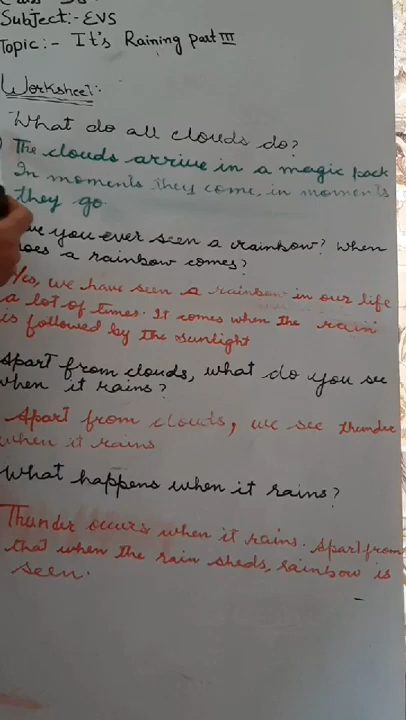 Subject:- EVS
Topic:- It's Raining part III
Worksheet:-
What do all clouds do?
The clouds arrive in a magic pack
In moments they come, in moments
they go.
you ever seen a rainbow? When
does a rainbow comes?
Yes, we have seen a rainbow in our life
a lot of times. It comes when the rain
is followed by the sunlight
Apart from clouds, what do you see
when it rains?
Apart from clouds, we see thunder
when it rains
What happens when it rains?
Thunder occurs when it rains. Apart from
that when the rain sheds, rainbow is
seen.